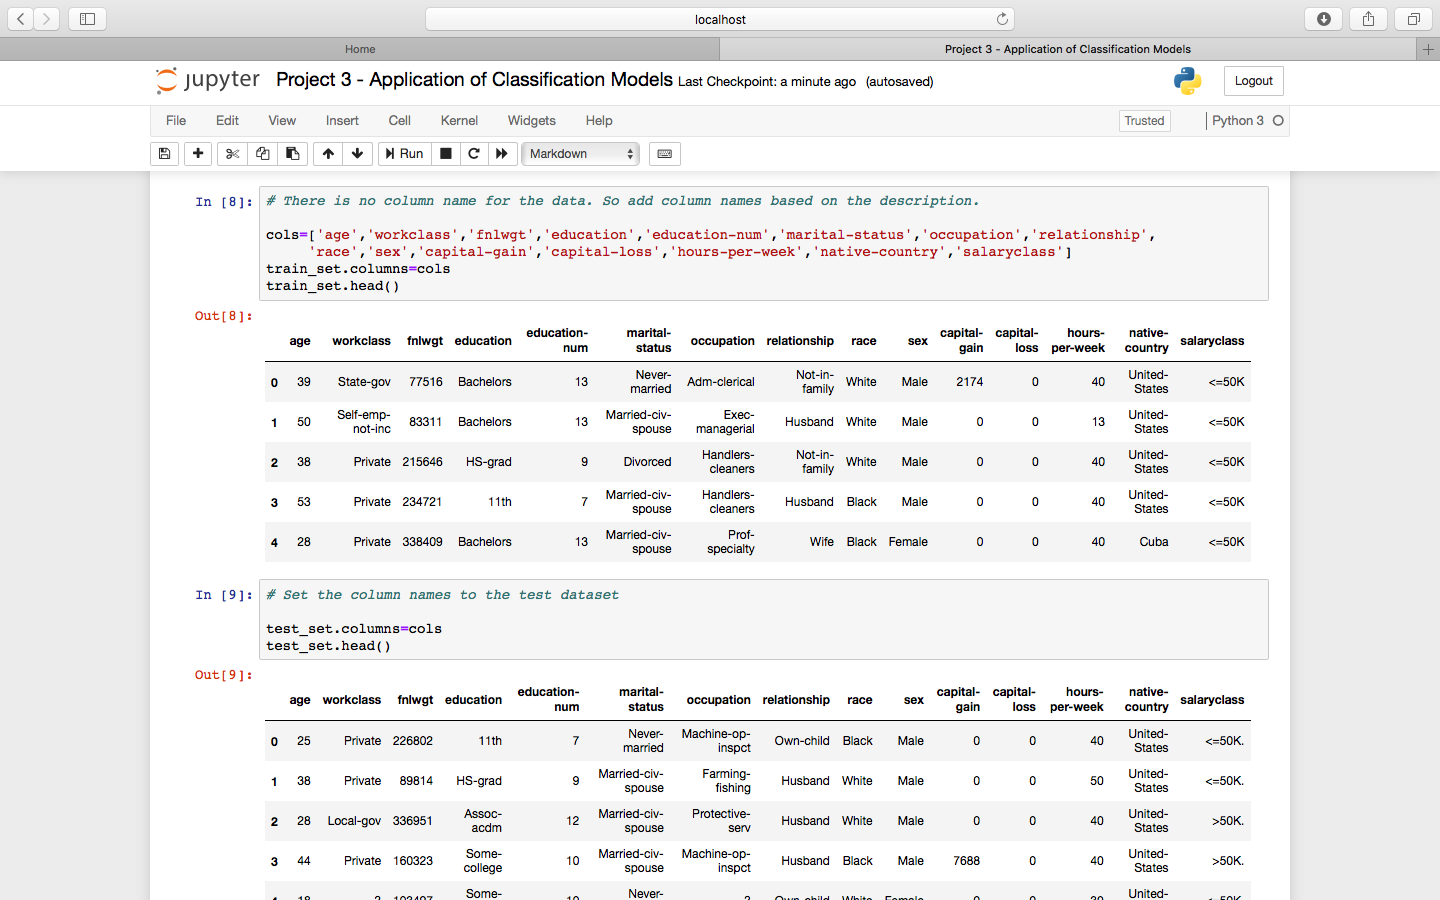 localhost
Home
Project 3 - Application of Classification Models
jupyter Project 3 - Application of Classification Models Last Checkpoint: a minute ago (autosaved)
Logout
File Edit View Insert Cell Kernel Widgets Help
Trusted Python 3
Run Markdown
In [8]: # There is no column name for the data. So add column names based on the description.
cols=['age','workclass','fnlwgt','education','education-num','marital-status','occupation','relationship',
'race','sex','capital-gain','capital-loss','hours-per-week','native-country','salaryclass']
train_set.columns=cols
train_set.head()
Out[8]:
age workclass fnlwgt education education-num marital-status occupation relationship race sex capital-gain capital-loss hours-per-week native-country salaryclass
0 39 State-gov 77516 Bachelors 13 Never-married Adm-clerical Not-in-family White Male 2174 0 40 United-States <=50K
1 50 Self-emp-not-inc 83311 Bachelors 13 Married-civ-spouse Exec-managerial Husband White Male 0 0 13 United-States <=50K
2 38 Private 215646 HS-grad 9 Divorced Handlers-cleaners Not-in-family White Male 0 0 40 United-States <=50K
3 53 Private 234721 11th 7 Married-civ-spouse Handlers-cleaners Husband Black Male 0 0 40 United-States <=50K
4 28 Private 338409 Bachelors 13 Married-civ-spouse Prof-specialty Wife Black Female 0 0 40 Cuba <=50K
In [9]: # Set the column names to the test dataset
test_set.columns=cols
test_set.head()
Out[9]:
age workclass fnlwgt education education-num marital-status occupation relationship race sex capital-gain capital-loss hours-per-week native-country salaryclass
0 25 Private 226802 11th 7 Never-married Machine-op-inspct Own-child Black Male 0 0 40 United-States <=50K.
1 38 Private 89814 HS-grad 9 Married-civ-spouse Farming-fishing Husband White Male 0 0 50 United-States <=50K.
2 28 Local-gov 336951 Assoc-acdm 12 Married-civ-spouse Protective-serv Husband White Male 0 0 40 United-States >50K.
3 44 Private 160323 Some-college 10 Married-civ-spouse Machine-op-inspct Husband Black Male 7688 0 40 United-States >50K.
Some- Never- United-